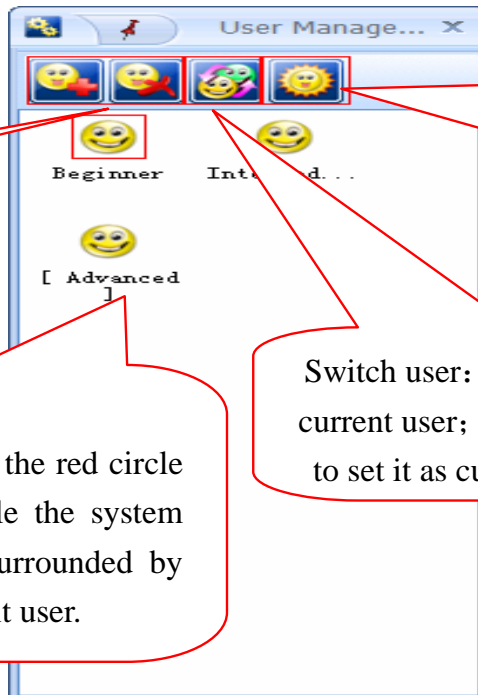 User Manage...
Beginner
[ Advanced
]
Switch user：
current user；
to set it as cu
the red circle
le the system
urrounded by
t user.